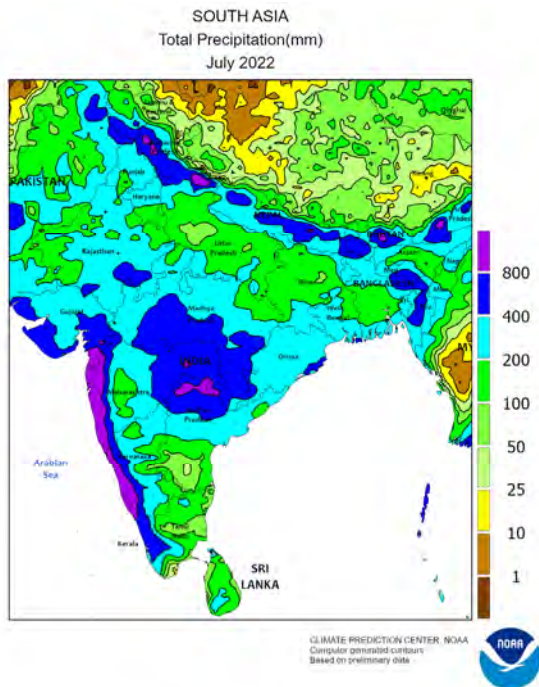 SOUTH ASIA
Total Precipitation(mm)
July 2022
PAKISTAN
Punjab
Haryana
NEPAL
BHUTAN
Pradesh
Rajasthan
Uttar
Pradesh
Assam
Bihar
BANGLADESH
Gujarat
Madhya
West
Bengal
INDIA
Orissa
Maharashtra
Pradesh
Karnataka
Arabian
Sea
Tamil
Kerala
SRI
LANKA
800
400
200
100
50
25
10
1
CLIMATE PREDICTION CENTER, NOAA
Computer generated contours
Based on preliminary data
NOAA